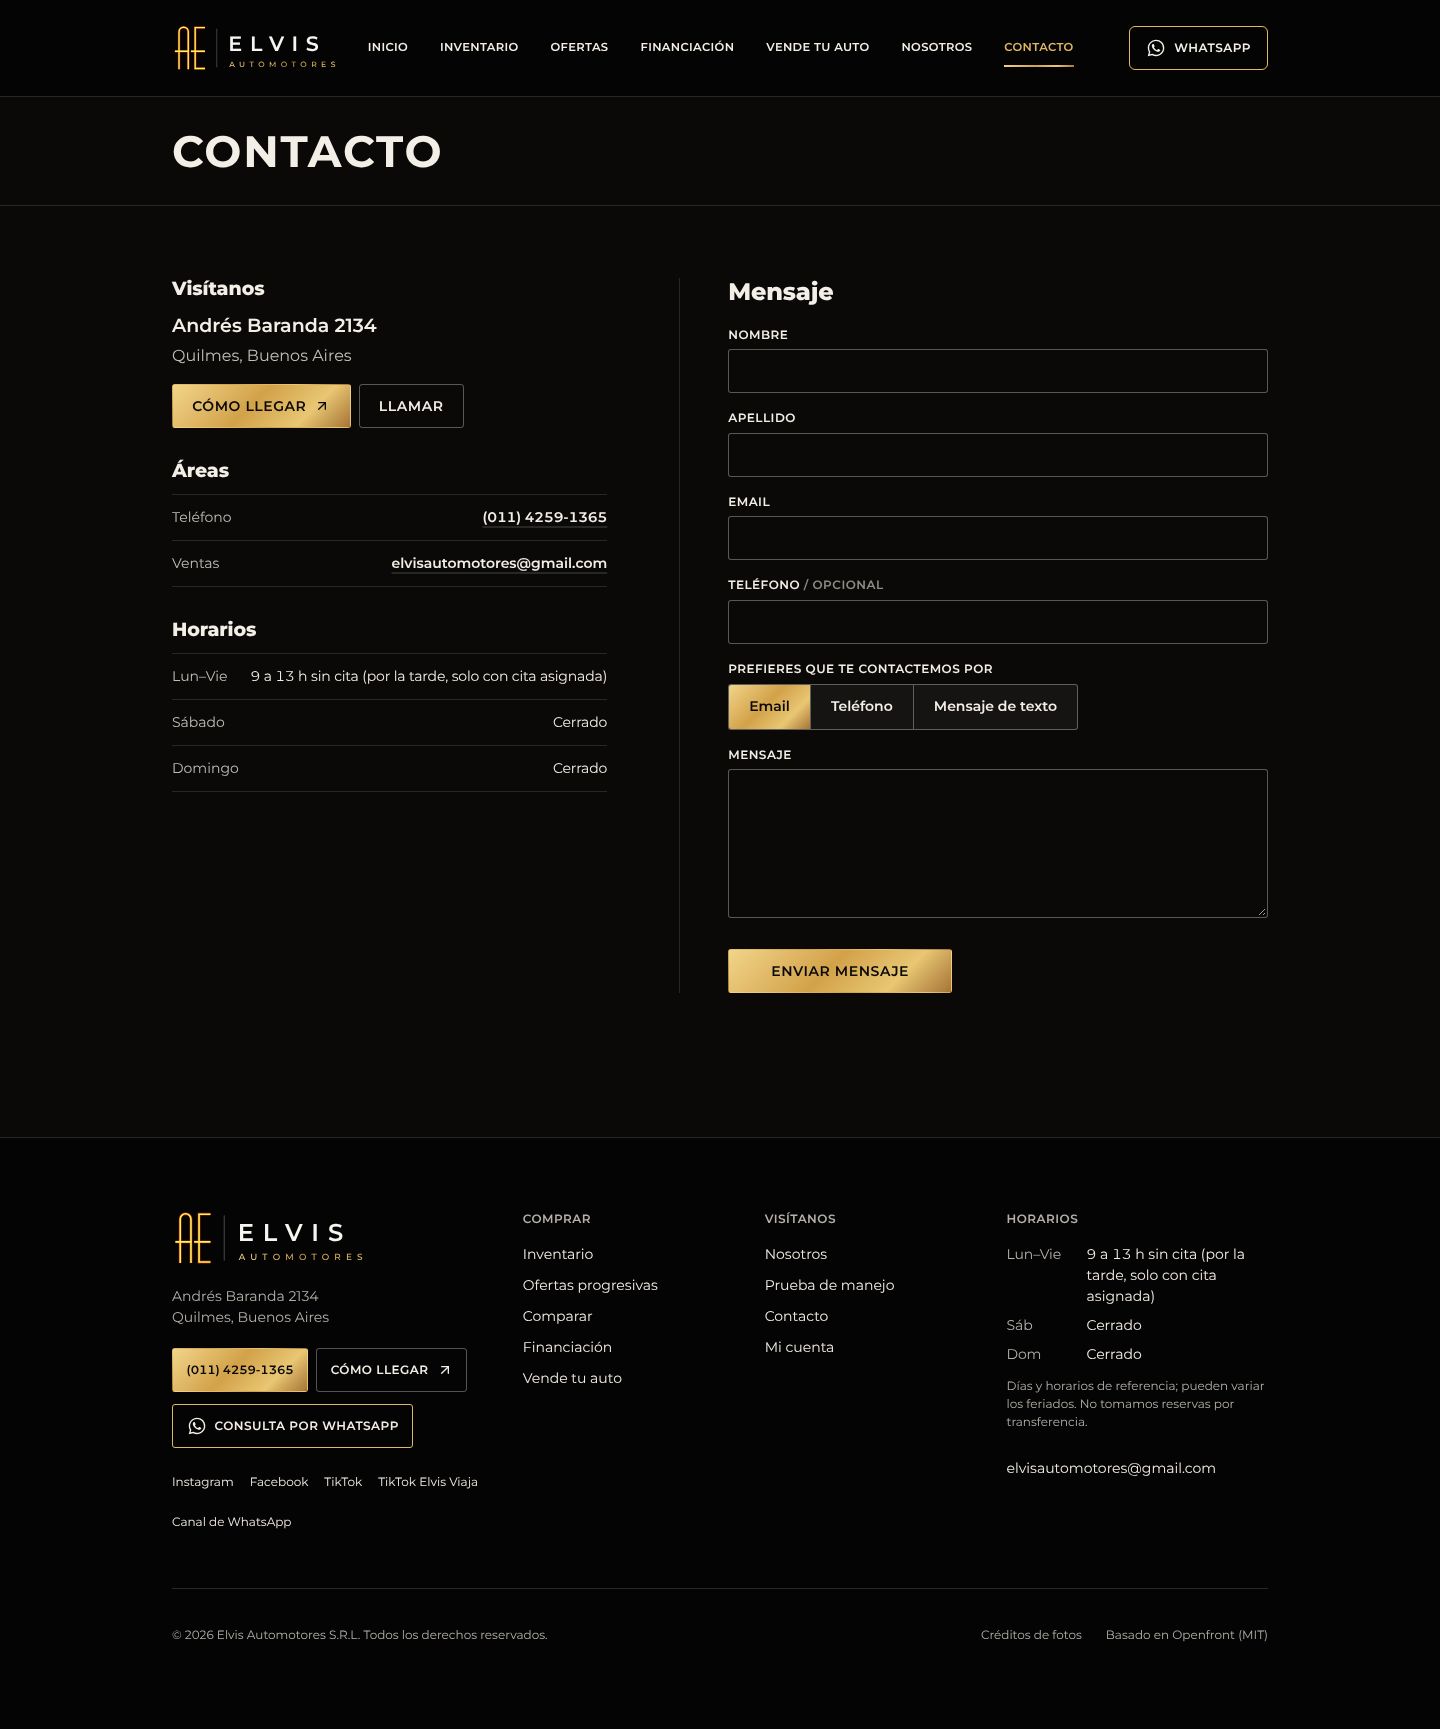 AE ELVIS
AUTOMOTORES
INICIO INVENTARIO OFERTAS FINANCIACIÓN VENDE TU AUTO NOSOTROS CONTACTO WHATSAPP
CONTACTO
Visítanos
Andrés Baranda 2134
Quilmes, Buenos Aires
CÓMO LLEGAR LLAMAR
Áreas
Teléfono (011) 4259-1365
Ventas elvisautomotores@gmail.com
Horarios
Lun–Vie 9 a 13 h sin cita (por la tarde, solo con cita asignada)
Sábado Cerrado
Domingo Cerrado
Mensaje
NOMBRE
APELLIDO
EMAIL
TELÉFONO / OPCIONAL
PREFIERES QUE TE CONTACTEMOS POR
Email Teléfono Mensaje de texto
MENSAJE
ENVIAR MENSAJE
AE ELVIS
AUTOMOTORES
Andrés Baranda 2134
Quilmes, Buenos Aires
(011) 4259-1365 CÓMO LLEGAR
CONSULTA POR WHATSAPP
Instagram Facebook TikTok TikTok Elvis Viaja
Canal de WhatsApp
COMPRAR
Inventario
Ofertas progresivas
Comparar
Financiación
Vende tu auto
VISÍTANOS
Nosotros
Prueba de manejo
Contacto
Mi cuenta
HORARIOS
Lun–Vie 9 a 13 h sin cita (por la
tarde, solo con cita
asignada)
Sáb Cerrado
Dom Cerrado
Días y horarios de referencia; pueden variar
los feriados. No tomamos reservas por
transferencia.
elvisautomotores@gmail.com
© 2026 Elvis Automotores S.R.L. Todos los derechos reservados.
Créditos de fotos Basado en Openfront (MIT)